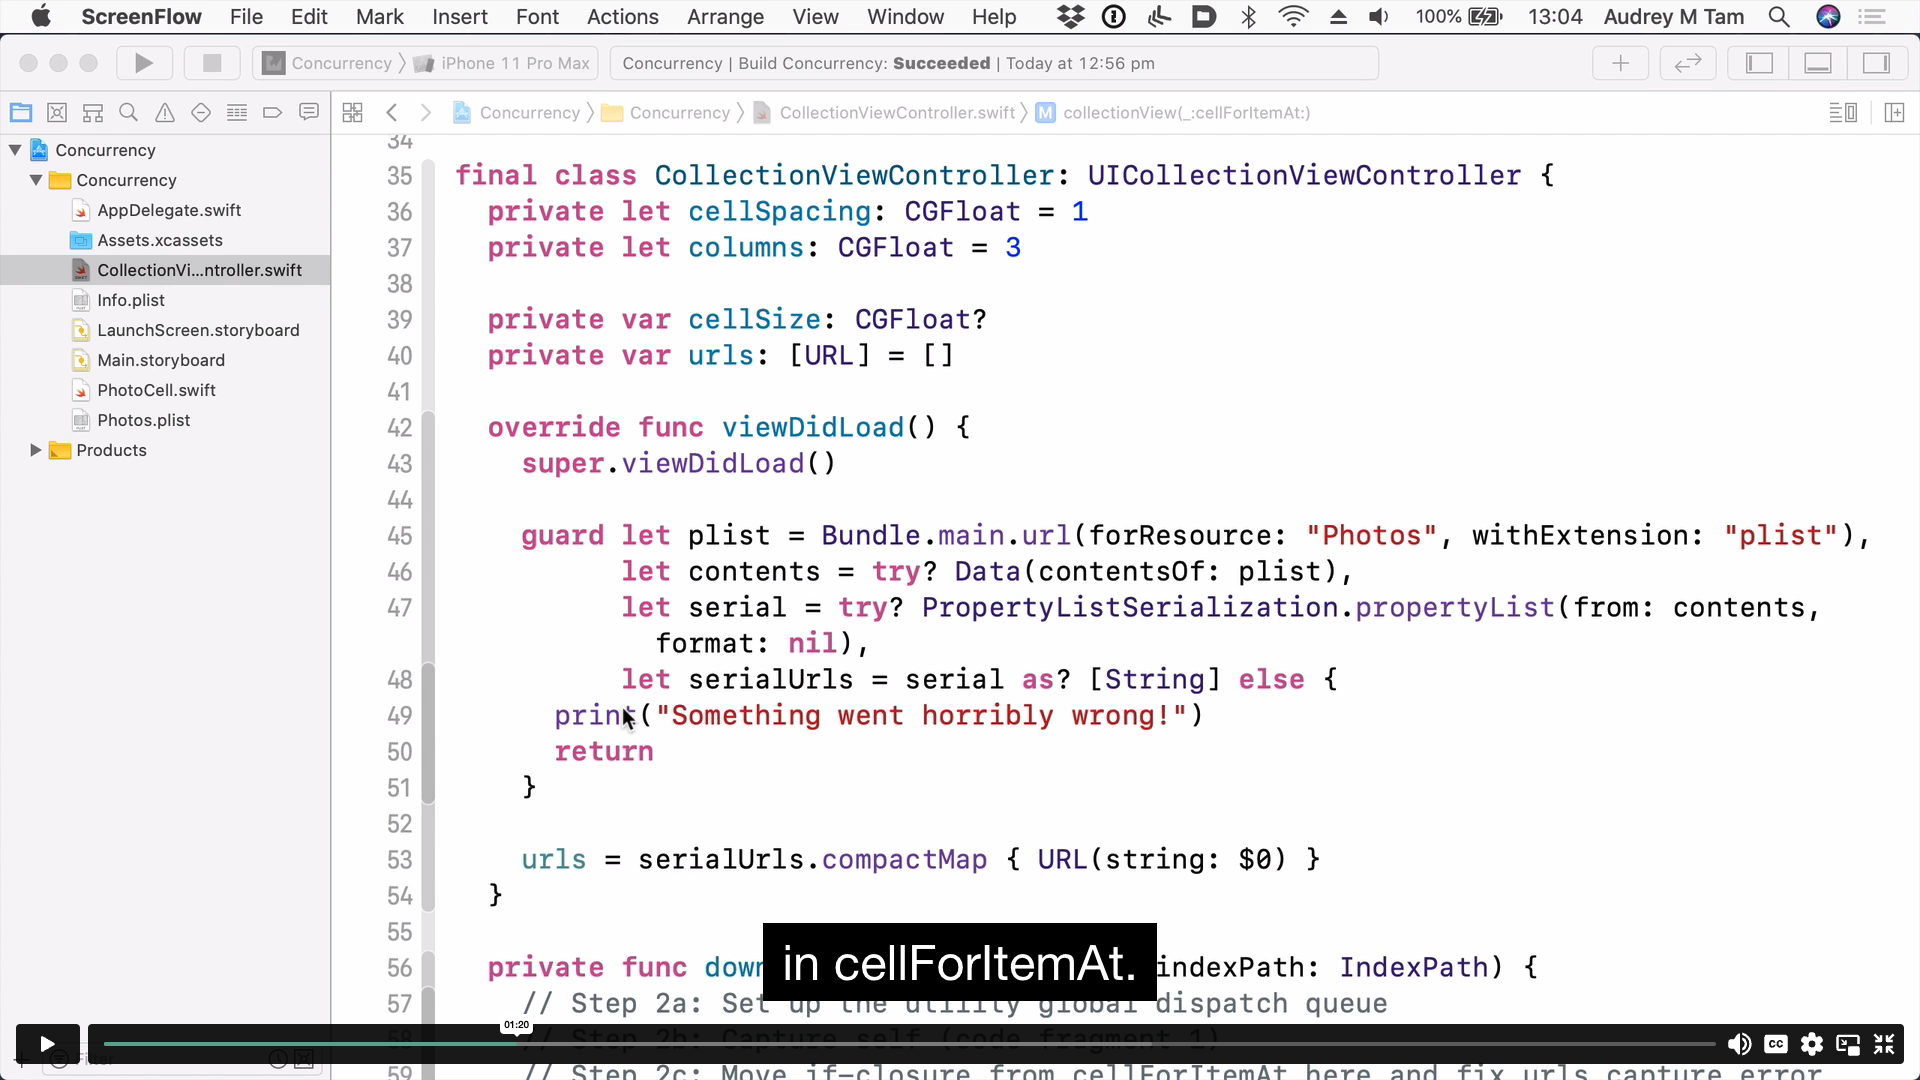 ScreenFlow File Edit Mark Insert Font Actions Arrange View Window Help 100% 13:04 Audrey M Tam
Concurrency iPhone 11 Pro Max Concurrency | Build Concurrency: Succeeded | Today at 12:56 pm
Concurrency Concurrency CollectionViewController.swift M collectionView(_:cellForItemAt:)
Concurrency
Concurrency
AppDelegate.swift
Assets.xcassets
CollectionVi...ntroller.swift
Info.plist
LaunchScreen.storyboard
Main.storyboard
PhotoCell.swift
Photos.plist
Products
34
35 final class CollectionViewController: UICollectionViewController {
36 private let cellSpacing: CGFloat = 1
37 private let columns: CGFloat = 3
38
39 private var cellSize: CGFloat?
40 private var urls: [URL] = []
41
42 override func viewDidLoad() {
43 super.viewDidLoad()
44
45 guard let plist = Bundle.main.url(forResource: "Photos", withExtension: "plist"),
46 let contents = try? Data(contentsOf: plist),
47 let serial = try? PropertyListSerialization.propertyList(from: contents,
format: nil),
48 let serialUrls = serial as? [String] else {
49 print("Something went horribly wrong!")
50 return
51 }
52
53 urls = serialUrls.compactMap { URL(string: $0) }
54 }
55
in cellForItemAt.
56 private func indexPath: IndexPath) {
57 // Step 2a: Set up the utility global dispatch queue
01:20
58 // Step 2b: Capture self (code fragment 1)
CC
Filter
59 // Step 2c: Move if-closure from cellForItemAt here and fix urls capture error